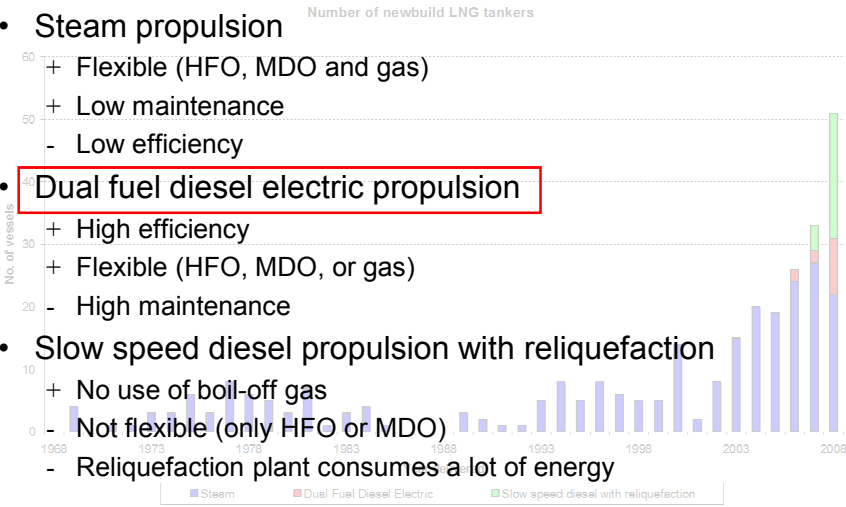 Number of newbuild LNG tankers
• Steam propulsion
+ Flexible (HFO, MDO and gas)
+ Low maintenance
- Low efficiency
• Dual fuel diesel electric propulsion
+ High efficiency
+ Flexible (HFO, MDO, or gas)
- High maintenance
• Slow speed diesel propulsion with reliquefaction
+ No use of boil-off gas
- Not flexible (only HFO or MDO)
- Reliquefaction plant consumes a lot of energy
No. of vessels
60
50
40
30
20
10
0
1968 1973 1978 1983 1988 1993 1998 2003 2008
Steam Dual Fuel Diesel Electric Slow speed diesel with reliquefaction